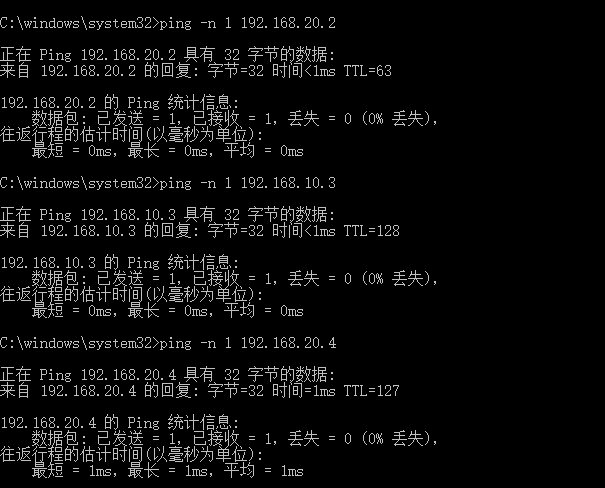 C:\windows\system32>ping -n 1 192.168.20.2
正在 Ping 192.168.20.2 具有 32 字节的数据:
来自 192.168.20.2 的回复: 字节=32 时间<1ms TTL=63
192.168.20.2 的 Ping 统计信息:
    数据包: 已发送 = 1，已接收 = 1，丢失 = 0 (0% 丢失)，
往返行程的估计时间(以毫秒为单位):
    最短 = 0ms，最长 = 0ms，平均 = 0ms
C:\windows\system32>ping -n 1 192.168.10.3
正在 Ping 192.168.10.3 具有 32 字节的数据:
来自 192.168.10.3 的回复: 字节=32 时间<1ms TTL=128
192.168.10.3 的 Ping 统计信息:
    数据包: 已发送 = 1，已接收 = 1，丢失 = 0 (0% 丢失)，
往返行程的估计时间(以毫秒为单位):
    最短 = 0ms，最长 = 0ms，平均 = 0ms
C:\windows\system32>ping -n 1 192.168.20.4
正在 Ping 192.168.20.4 具有 32 字节的数据:
来自 192.168.20.4 的回复: 字节=32 时间=1ms TTL=127
192.168.20.4 的 Ping 统计信息:
    数据包: 已发送 = 1，已接收 = 1，丢失 = 0 (0% 丢失)，
往返行程的估计时间(以毫秒为单位):
    最短 = 1ms，最长 = 1ms，平均 = 1ms